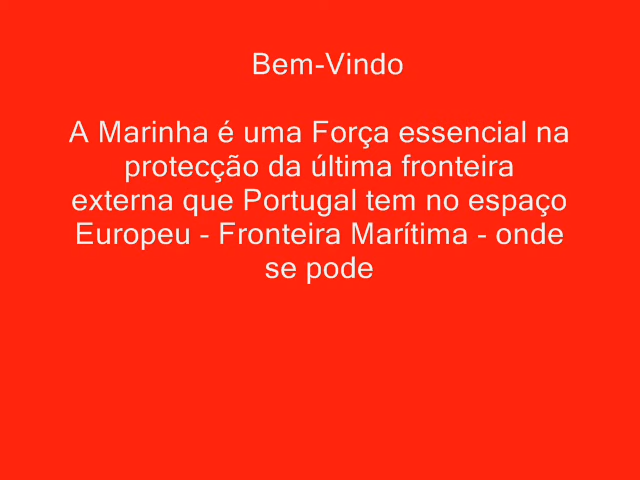 Bem-Vindo
A Marinha é uma Força essencial na
protecção da última fronteira
externa que Portugal tem no espaço
Europeu - Fronteira Marítima - onde
se pode